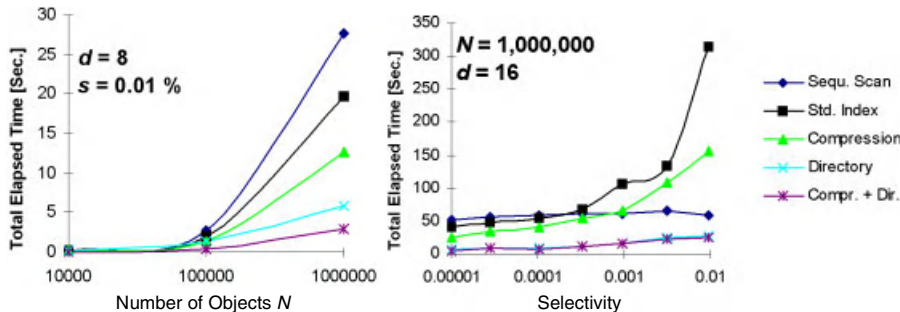 Total Elapsed Time [Sec.]
30
25
20
15
10
5
0
d = 8
s = 0.01 %
10000
100000
1000000
Number of Objects N
Total Elapsed Time [Sec.]
350
300
250
200
150
100
50
0
N = 1,000,000
d = 16
0.00001
0.0001
0.001
0.01
Selectivity
Sequ. Scan
Std. Index
Compression
Directory
Compr. + Dir.